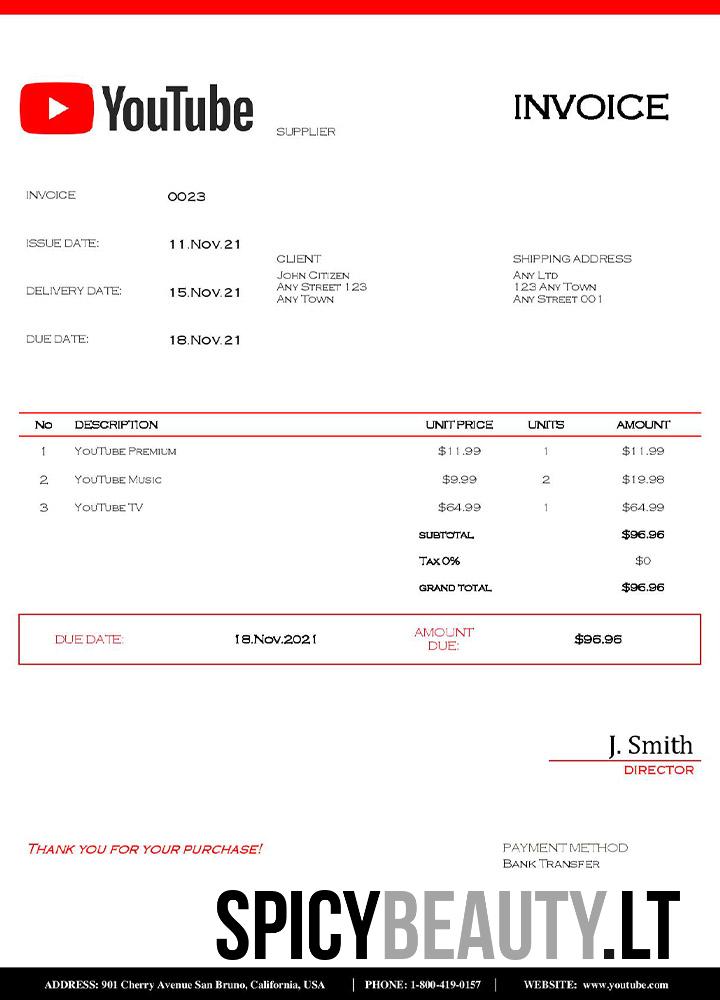 YouTube
INVOICE
SUPPLIER
INVOICE 0023
ISSUE DATE: 11.Nov.21
DELIVERY DATE: 15.Nov.21
DUE DATE: 18.Nov.21
CLIENT
John Citizen
Any Street 123
Any Town
SHIPPING ADDRESS
Any Ltd
123 Any Town
Any Street 001
No DESCRIPTION UNIT PRICE UNITS AMOUNT
1 YouTube Premium $11.99 1 $11.99
2 YouTube Music $9.99 2 $19.98
3 YouTube TV $64.99 1 $64.99
SUBTOTAL $96.96
Tax 0% $0
GRAND TOTAL $96.96
DUE DATE: 18.Nov.2021 AMOUNT DUE: $96.96
J. Smith
DIRECTOR
Thank you for your purchase!
PAYMENT METHOD
Bank Transfer
SPICYBEAUTY.LT
ADDRESS: 901 Cherry Avenue San Bruno, California, USA | PHONE: 1-800-419-0157 | WEBSITE: www.youtube.com